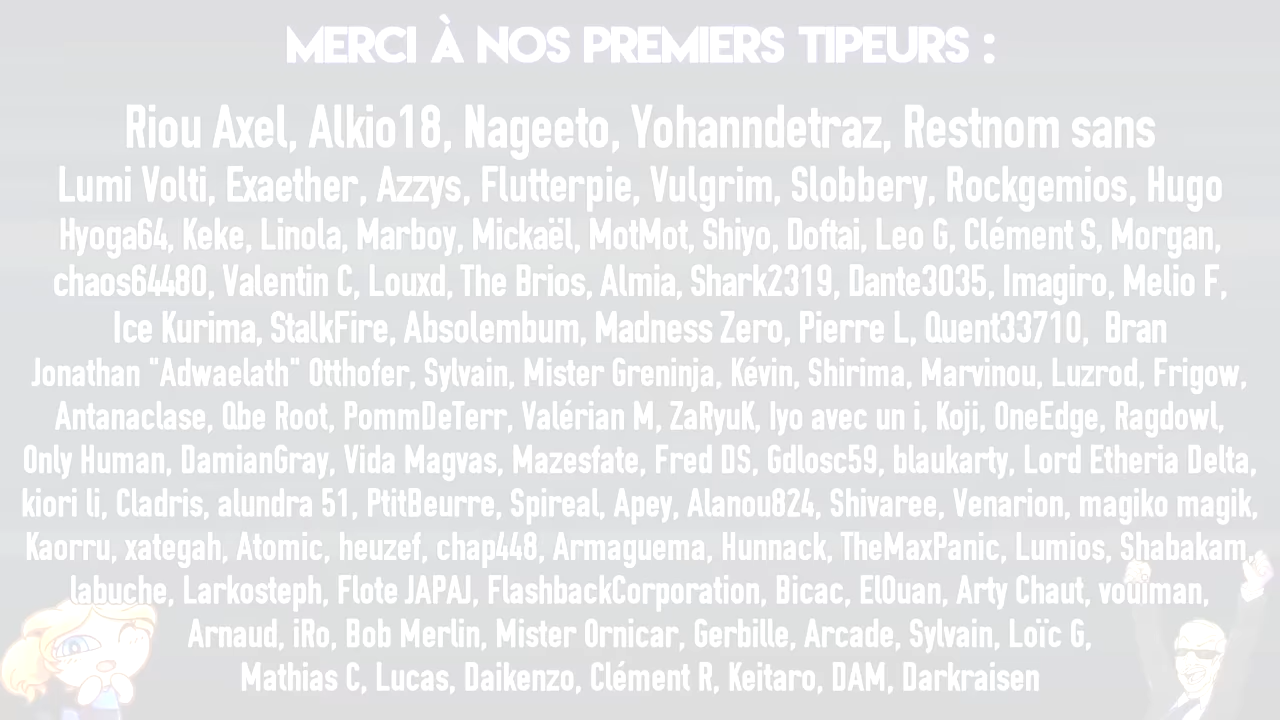 MERCI À NOS PREMIERS TIPEURS :
Riou Axel, Alkio18, Nageeto, Yohanndetraz, Restnom sans
Lumi Volti, Exaether, Azzys, Flutterpie, Vulgrim, Slobbery, Rockgemios, Hugo
Hyoga64, Keke, Linola, Marboy, Mickaël, MotMot, Shiyo, Doftai, Leo G, Clément S, Morgan,
chaos64480, Valentin C, Louxd, The Brios, Almia, Shark2319, Dante3035, Imagiro, Melio F,
Ice Kurima, StalkFire, Absolembum, Madness Zero, Pierre L, Quent33710, Bran
Jonathan "Adwaelath" Otthofer, Sylvain, Mister Greninja, Kévin, Shirima, Marvinou, Luzrod, Frigow,
Antanaclase, Qbe Root, PommDeTerr, Valérian M, ZaRyuK, Iyo avec un i, Koji, OneEdge, Ragdowl,
Only Human, DamianGray, Vida Magvas, Mazesfate, Fred DS, Gdlosc59, blaukarty, Lord Etheria Delta,
kiori li, Cladris, alundra 51, PtitBeurre, Spireal, Apey, Alanou824, Shivaree, Venarion, magiko magik,
Kaorru, xategah, Atomic, heuzef, chap448, Armaguema, Hunnack, TheMaxPanic, Lumios, Shabakam,
labuche, Larkosteph, Flote JAPAJ, FlashbackCorporation, Bicac, ElOuan, Arty Chaut, vouiman,
Arnaud, iRo, Bob Merlin, Mister Ornicar, Gerbille, Arcade, Sylvain, Loïc G,
Mathias C, Lucas, Daikenzo, Clément R, Keitaro, DAM, Darkraisen